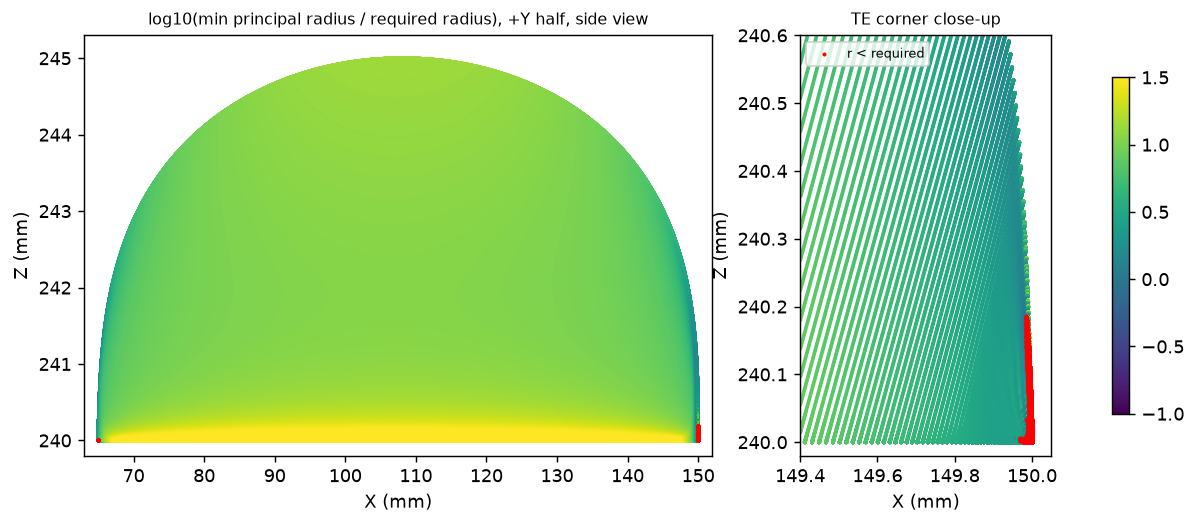 log10(min principal radius / required radius), +Y half, side view
TE corner close-up
245
244
243
242
241
240
Z (mm)
70 80 90 100 110 120 130 140 150
X (mm)
r < required
240.6
240.5
240.4
240.3
240.2
240.1
240.0
Z (mm)
149.4 149.6 149.8 150.0
X (mm)
1.5
1.0
0.5
0.0
−0.5
−1.0